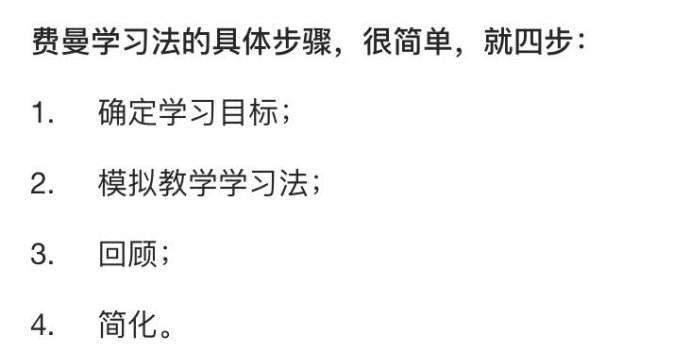 费曼学习法的具体步骤，很简单，就四步：
1. 确定学习目标；
2. 模拟教学学习法；
3. 回顾；
4. 简化。